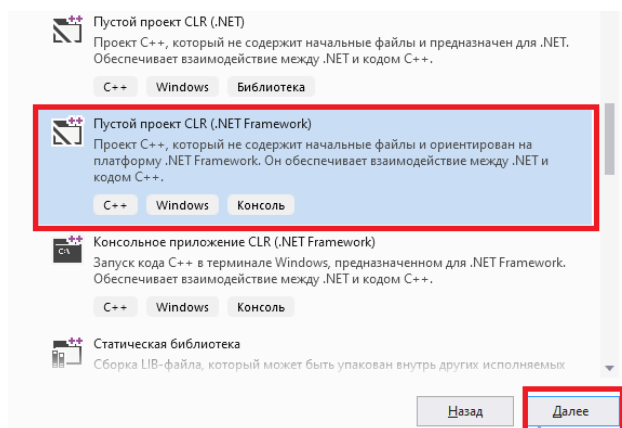 Пустой проект CLR (.NET)
Проект C++, который не содержит начальные файлы и предназначен для .NET.
Обеспечивает взаимодействие между .NET и кодом C++.
C++ Windows Библиотека
Пустой проект CLR (.NET Framework)
Проект C++, который не содержит начальные файлы и ориентирован на
платформу .NET Framework. Он обеспечивает взаимодействие между .NET и
кодом C++.
C++ Windows Консоль
Консольное приложение CLR (.NET Framework)
Запуск кода C++ в терминале Windows, предназначенном для .NET Framework.
Обеспечивает взаимодействие между .NET и кодом C++.
C++ Windows Консоль
Статическая библиотека
Сборка LIB-файла, который может быть упакован внутрь других исполняемых
Назад Далее